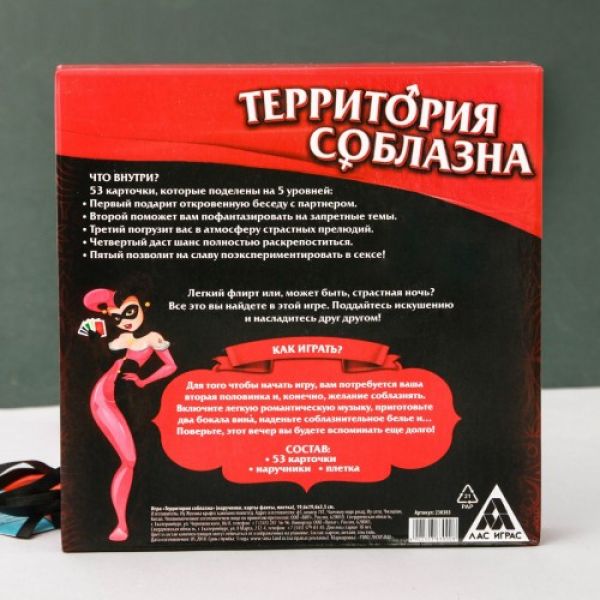 ТЕРРИТОРИЯ
СОБЛАЗНА
ЧТО ВНУТРИ?
53 карточки, которые поделены на 5 уровней:
• Первый подарит откровенную беседу с партнером.
• Второй поможет вам пофантазировать на запретные темы.
• Третий погрузит вас в атмосферу страстных прелюдий.
• Четвертый даст шанс полностью раскрепоститься.
• Пятый позволит на славу поэкспериментировать в сексе!
Легкий флирт или, может быть, страстная ночь?
Все это вы найдете в этой игре. Поддайтесь искушению
и насладитесь друг другом!
КАК ИГРАТЬ?
Для того чтобы начать игру, вам потребуется ваша
вторая половинка и, конечно, желание соблазнять.
Включите легкую романтическую музыку, приготовьте
два бокала вина, наденьте соблазнительное белье и...
Поверьте, этот вечер вы будете вспоминать еще долго!
СОСТАВ:
• 53 карточки
• наручники • плетка
Игра «Территория соблазна»
21
PAP
ЛАС ИГРАС